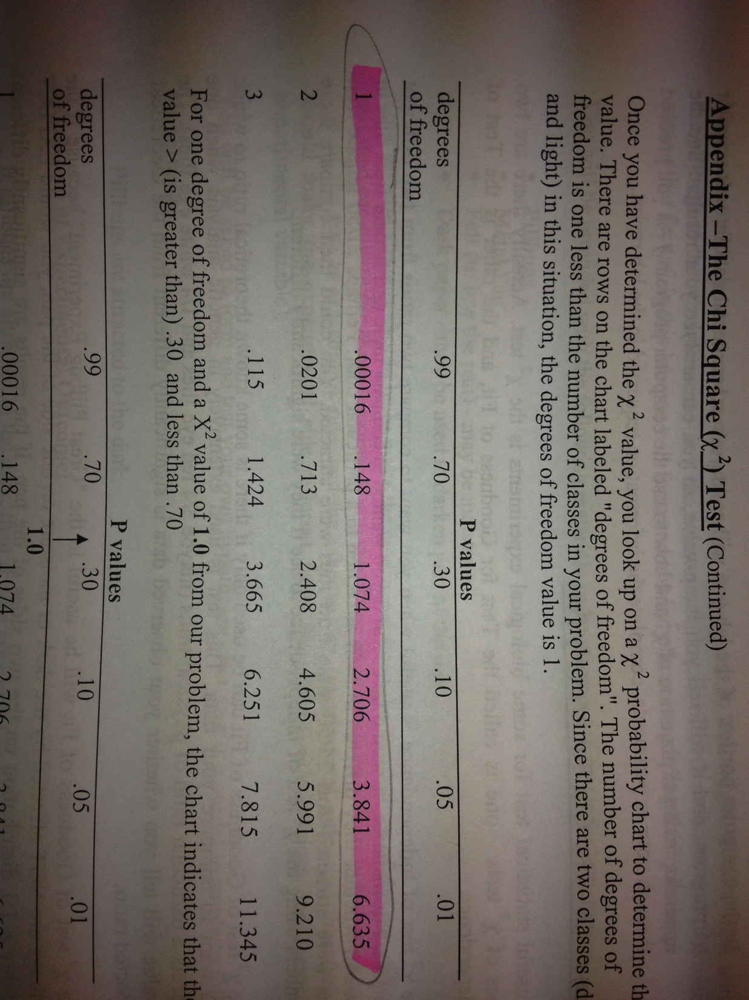 Appendix –The Chi Square (χ²) Test (Continued)
Once you have determined the χ² value, you look up on a χ² probability chart to determine
value. There are rows on the chart labeled "degrees of freedom". The number of degrees of
freedom is one less than the number of classes in your problem. Since there are two classes
and light) in this situation, the degrees of freedom value is 1.
P values
degrees .99 .70 .30 .10 .05 .01
of freedom
1 .00016 .148 1.074 2.706 3.841 6.635
2 .0201 .713 2.408 4.605 5.991 9.210
3 .115 1.424 3.665 6.251 7.815 11.345
For one degree of freedom and a X² value of 1.0 from our problem, the chart indicates that
value > (is greater than) .30 and less than .70
P values
degrees .99 .70 .30 .10 .05 .01
of freedom
1.0
1 .00016 .148 1.074 2.706